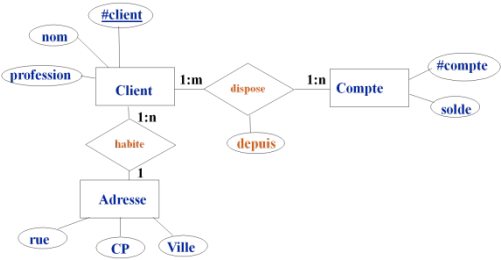 #client
nom
profession
Client
1:m
dispose
1:n
Compte
#compte
solde
depuis
1:n
habite
1
Adresse
rue
CP
Ville